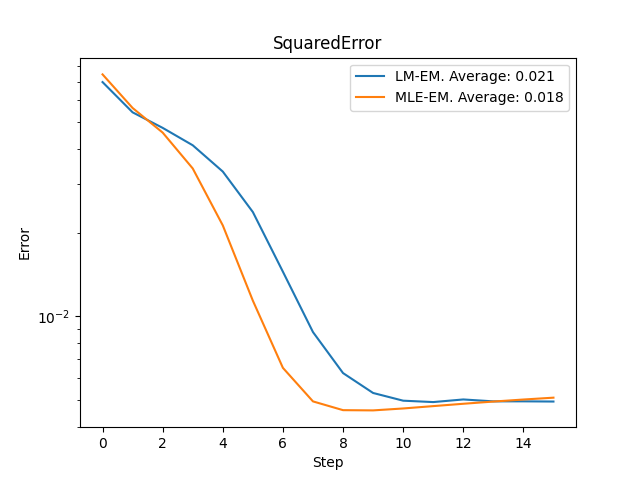 SquaredError
LM-EM. Average: 0.021
MLE-EM. Average: 0.018
Error
10⁻²
0 2 4 6 8 10 12 14
Step